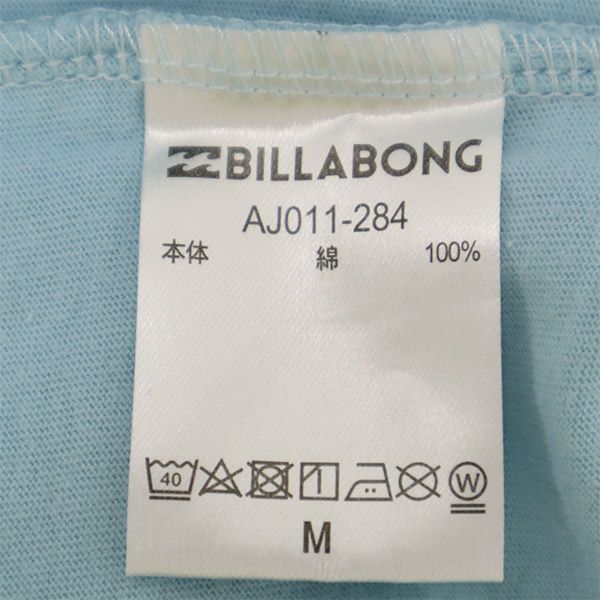 BILLABONG
AJ011-284
本体 綿 100%
40 W
M